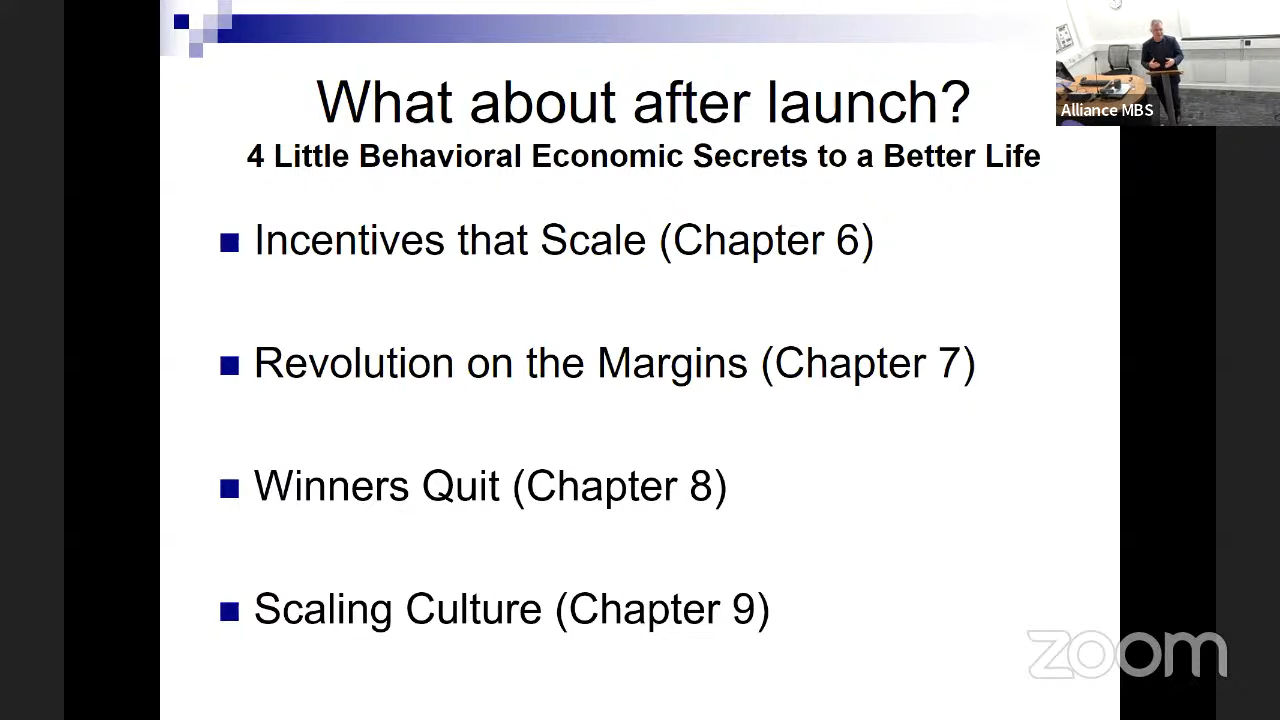 What about after launch?
4 Little Behavioral Economic Secrets to a Better Life
Alliance MBS
Incentives that Scale (Chapter 6)
Revolution on the Margins (Chapter 7)
Winners Quit (Chapter 8)
Scaling Culture (Chapter 9)
zoom